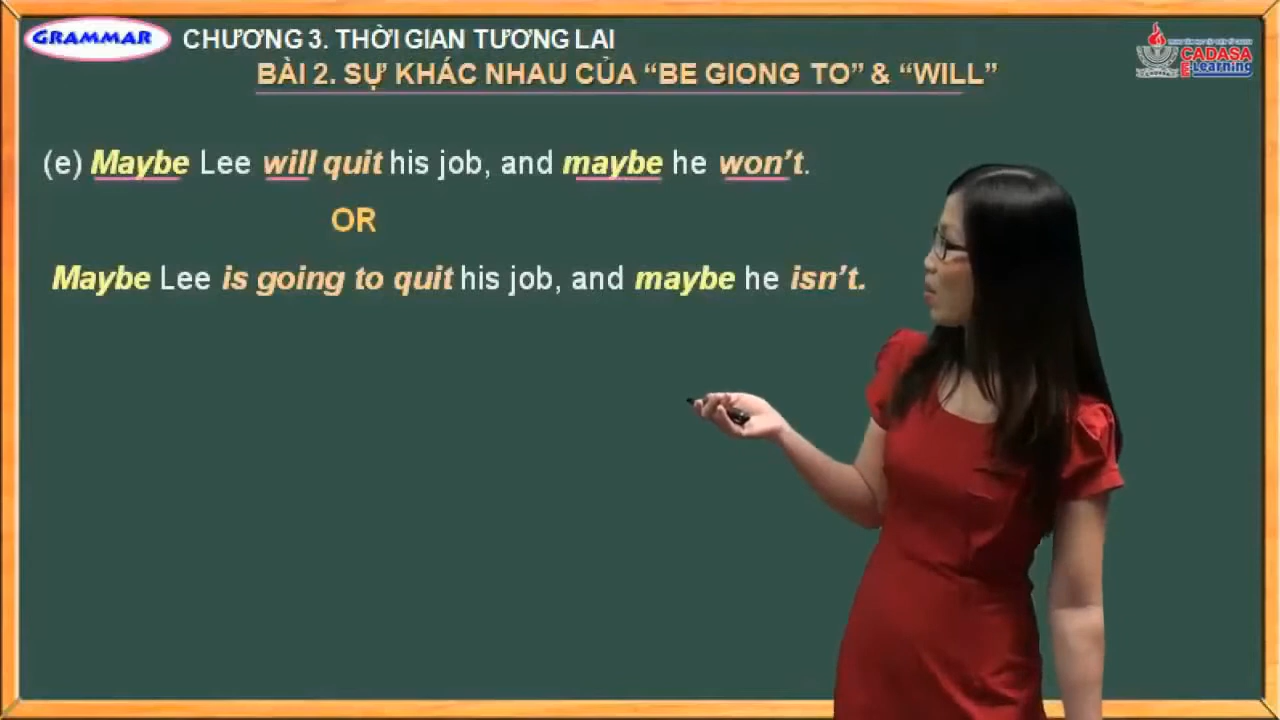 GRAMMAR CHƯƠNG 3. THỜI GIAN TƯƠNG LAI
BÀI 2. SỰ KHÁC NHAU CỦA “BE GIONG TO” & “WILL”
CADASA
E Learning
(e) Maybe Lee will quit his job, and maybe he won’t.
OR
Maybe Lee is going to quit his job, and maybe he isn’t.